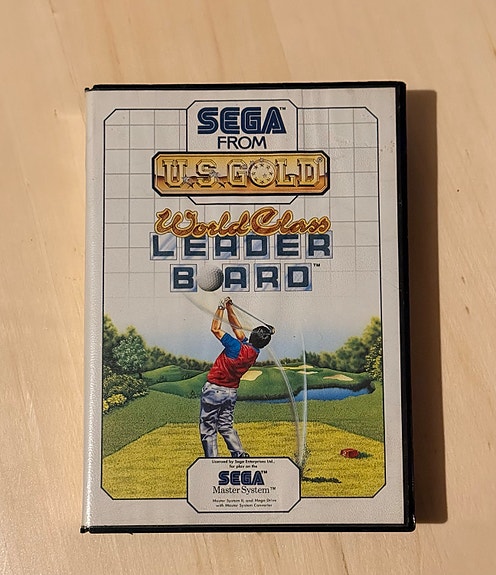 SEGA™
FROM
U.S. GOLD®
World Class
LEADER
BOARD™
Licensed by Sega Enterprises Ltd.,
for play on the
SEGA
Master System™
Master System II, and Mega Drive
with Master System Converter